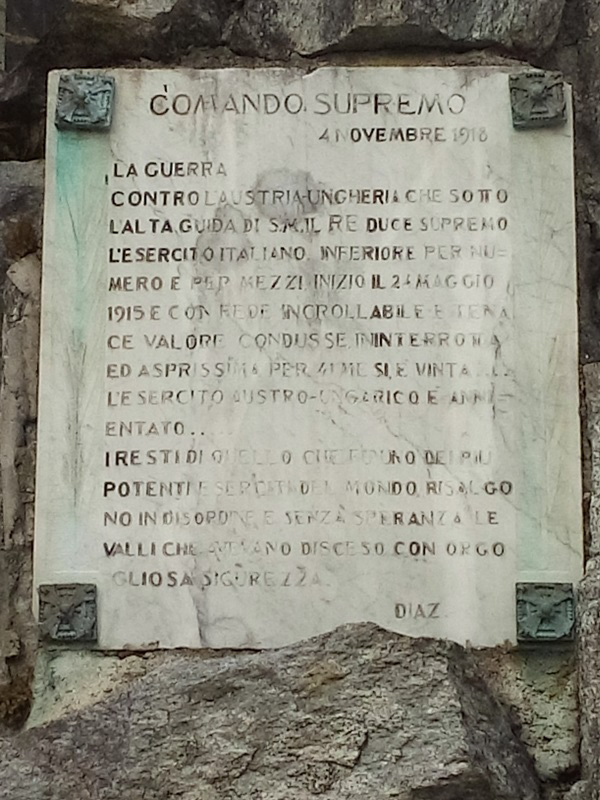 COMANDO SUPREMO
4 NOVEMBRE 1918
LA GUERRA
CONTRO L'AUSTRIA-UNGHERIA CHE SOTTO
L'ALTA GUIDA DI S.M. IL RE DUCE SUPREMO
L'ESERCITO ITALIANO. INFERIORE PER NU=
MERO E PER MEZZI INIZIO IL 24 MAGGIO
1915 E CON FEDE INCROLLABILE E TENA
CE VALORE CONDUSSE ININTERROTTA
ED ASPRISSIMA PER 41 MESI, E VINTA...
L'ESERCITO AUSTRO-UNGARICO E ANNI=
ENTATO...
I RESTI DI QUELLO CHE FU UNO DEI PIU
POTENTI ESERCITI DEL MONDO, RISALGO
NO IN DISORDINE E SENZA SPERANZA LE
VALLI CHE AVEVANO DISCESO CON ORGO
GLIOSA SICUREZZA.
DIAZ